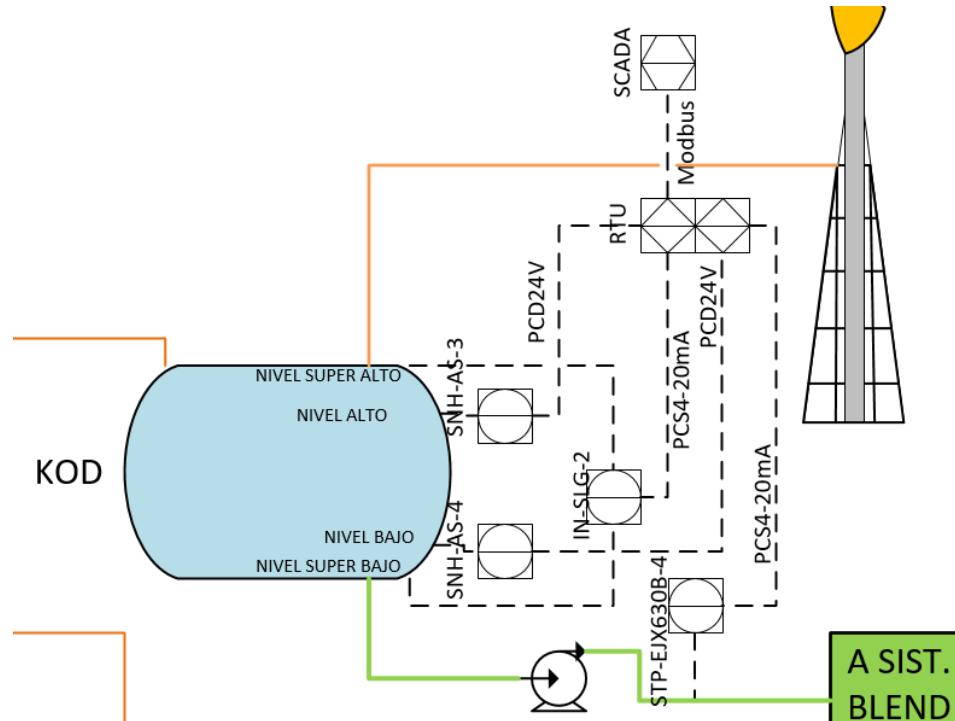 SCADA
Modbus
RTU
PCD24V
PCD24V
PCS4-20mA
PCS4-20mA
NIVEL SUPER ALTO
SNH-AS-3
NIVEL ALTO
KOD
IN-SLG-2
NIVEL BAJO
SNH-AS-4
NIVEL SUPER BAJO
STP-EJX630B-4
A SIST.
BLEND